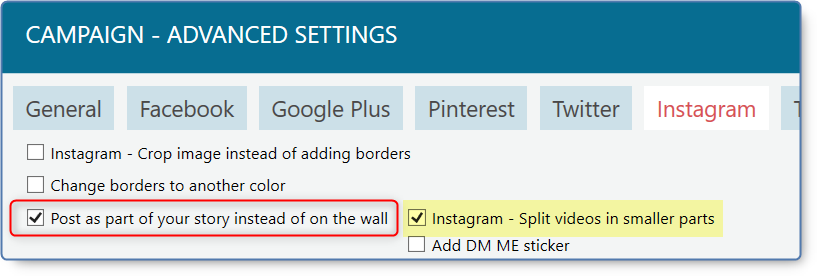 CAMPAIGN - ADVANCED SETTINGS
General Facebook Google Plus Pinterest Twitter Instagram T
Instagram - Crop image instead of adding borders
Change borders to another color
Post as part of your story instead of on the wall Instagram - Split videos in smaller parts
Add DM ME sticker